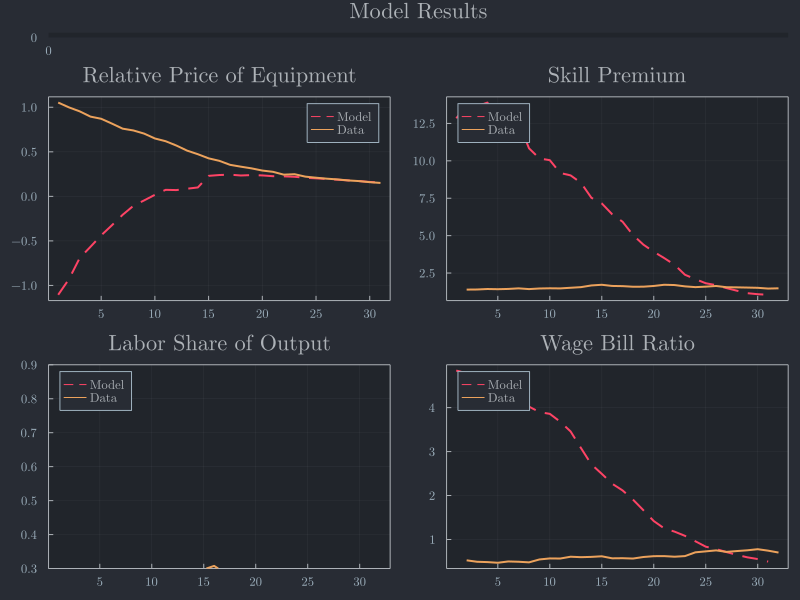 Model Results
0
0
Relative Price of Equipment
1.0
0.5
0.0
−0.5
−1.0
Model
Data
5 10 15 20 25 30
Skill Premium
12.5
10.0
7.5
5.0
2.5
Model
Data
5 10 15 20 25 30
Labor Share of Output
0.9
0.8
0.7
0.6
0.5
0.4
0.3
Model
Data
5 10 15 20 25 30
Wage Bill Ratio
4
3
2
1
Model
Data
5 10 15 20 25 30